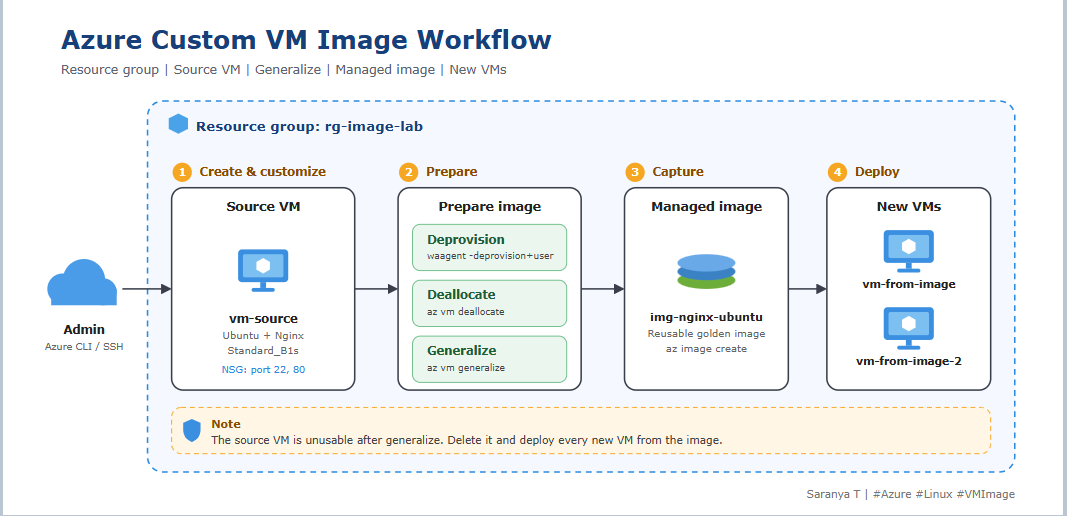 Azure Custom VM Image Workflow
Resource group | Source VM | Generalize | Managed image | New VMs
Resource group: rg-image-lab
1 Create & customize
Source VM
vm-source
Ubuntu + Nginx
Standard_B1s
NSG: port 22, 80
2 Prepare
Prepare image
Deprovision
waagent -deprovision+user
Deallocate
az vm deallocate
Generalize
az vm generalize
3 Capture
Managed image
img-nginx-ubuntu
Reusable golden image
az image create
4 Deploy
New VMs
vm-from-image
vm-from-image-2
Admin
Azure CLI / SSH
Note
The source VM is unusable after generalize. Delete it and deploy every new VM from the image.
Saranya T | #Azure #Linux #VMImage